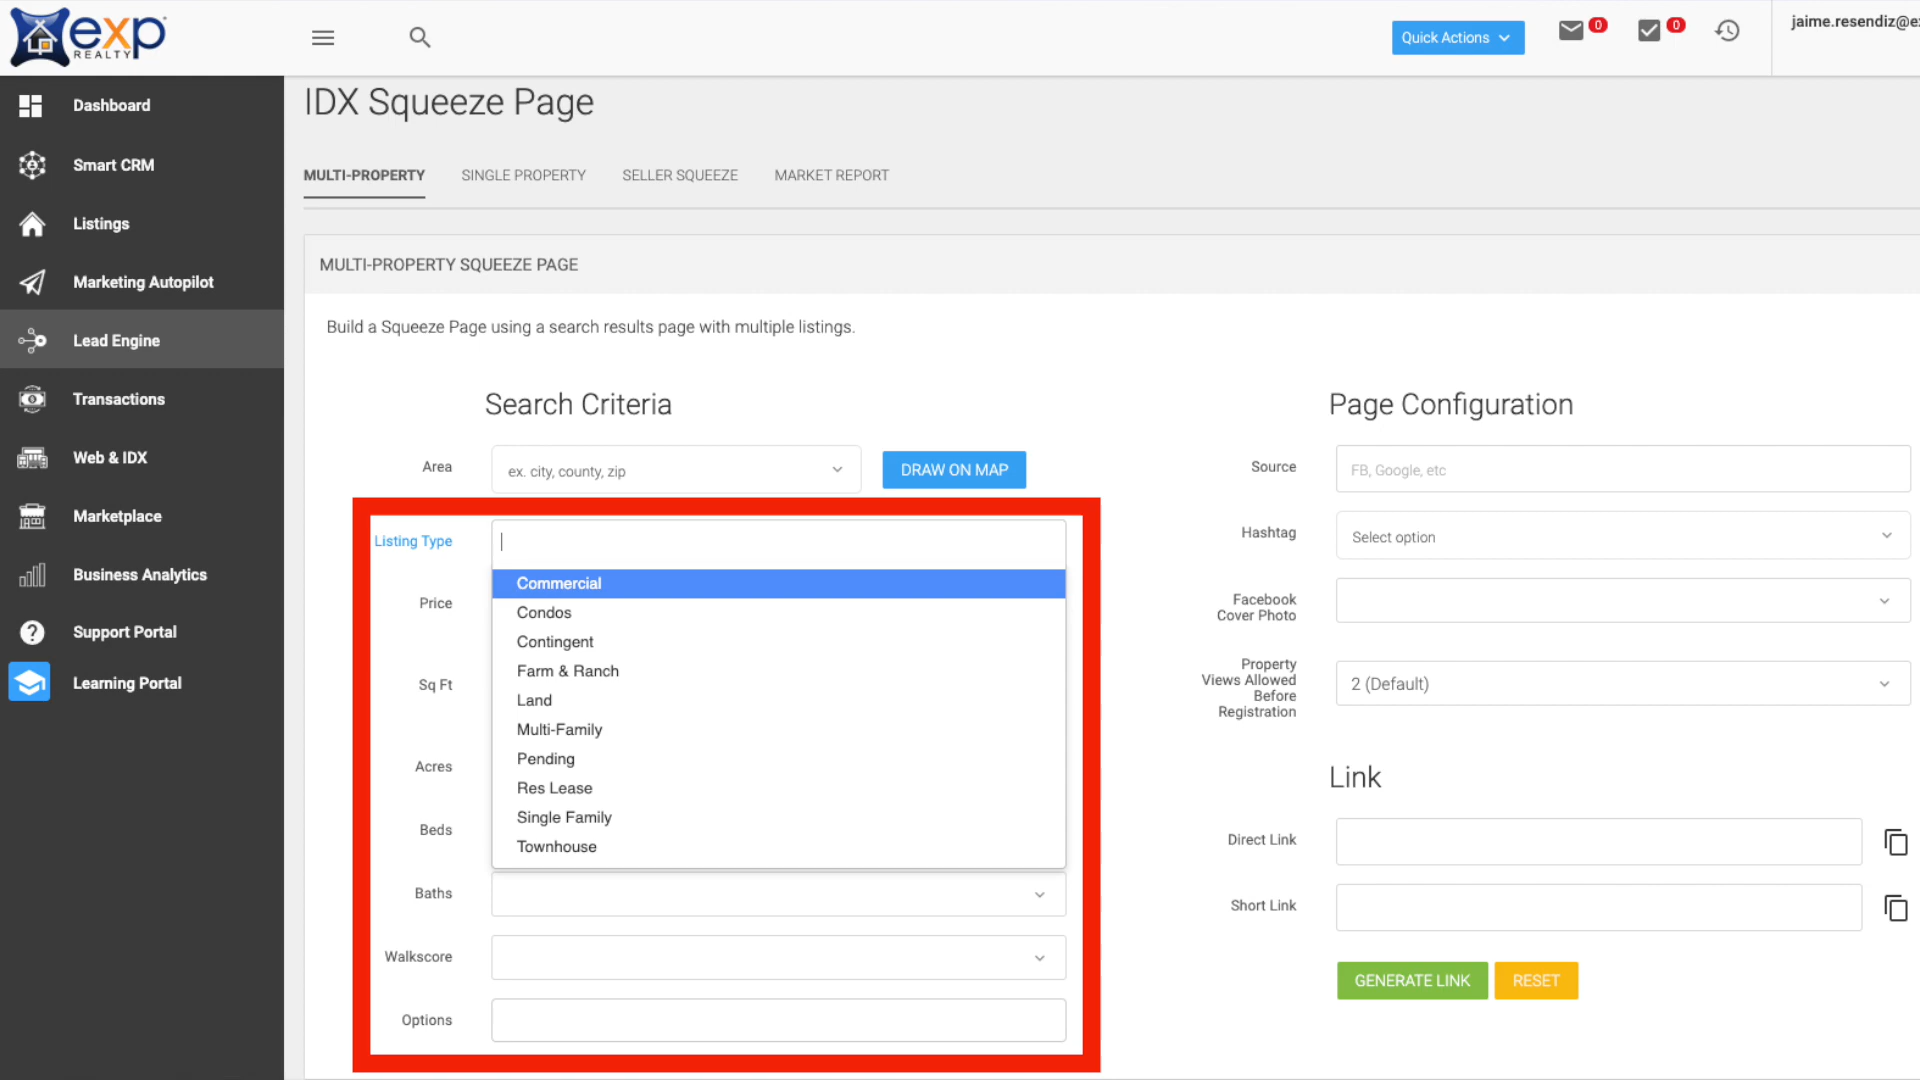 exp
REALTY
Quick Actions
0
0
jaime.resendiz@e
Dashboard
Smart CRM
Listings
Marketing Autopilot
Lead Engine
Transactions
Web & IDX
Marketplace
Business Analytics
Support Portal
Learning Portal
IDX Squeeze Page
MULTI-PROPERTY
SINGLE PROPERTY
SELLER SQUEEZE
MARKET REPORT
MULTI-PROPERTY SQUEEZE PAGE
Build a Squeeze Page using a search results page with multiple listings.
Search Criteria
Area
ex. city, county, zip
DRAW ON MAP
Listing Type
Commercial
Condos
Contingent
Farm & Ranch
Land
Multi-Family
Pending
Res Lease
Single Family
Townhouse
Price
Sq Ft
Acres
Beds
Baths
Walkscore
Options
Page Configuration
Source
FB, Google, etc
Hashtag
Select option
Facebook
Cover Photo
Property
Views Allowed
Before
Registration
2 (Default)
Link
Direct Link
Short Link
GENERATE LINK
RESET